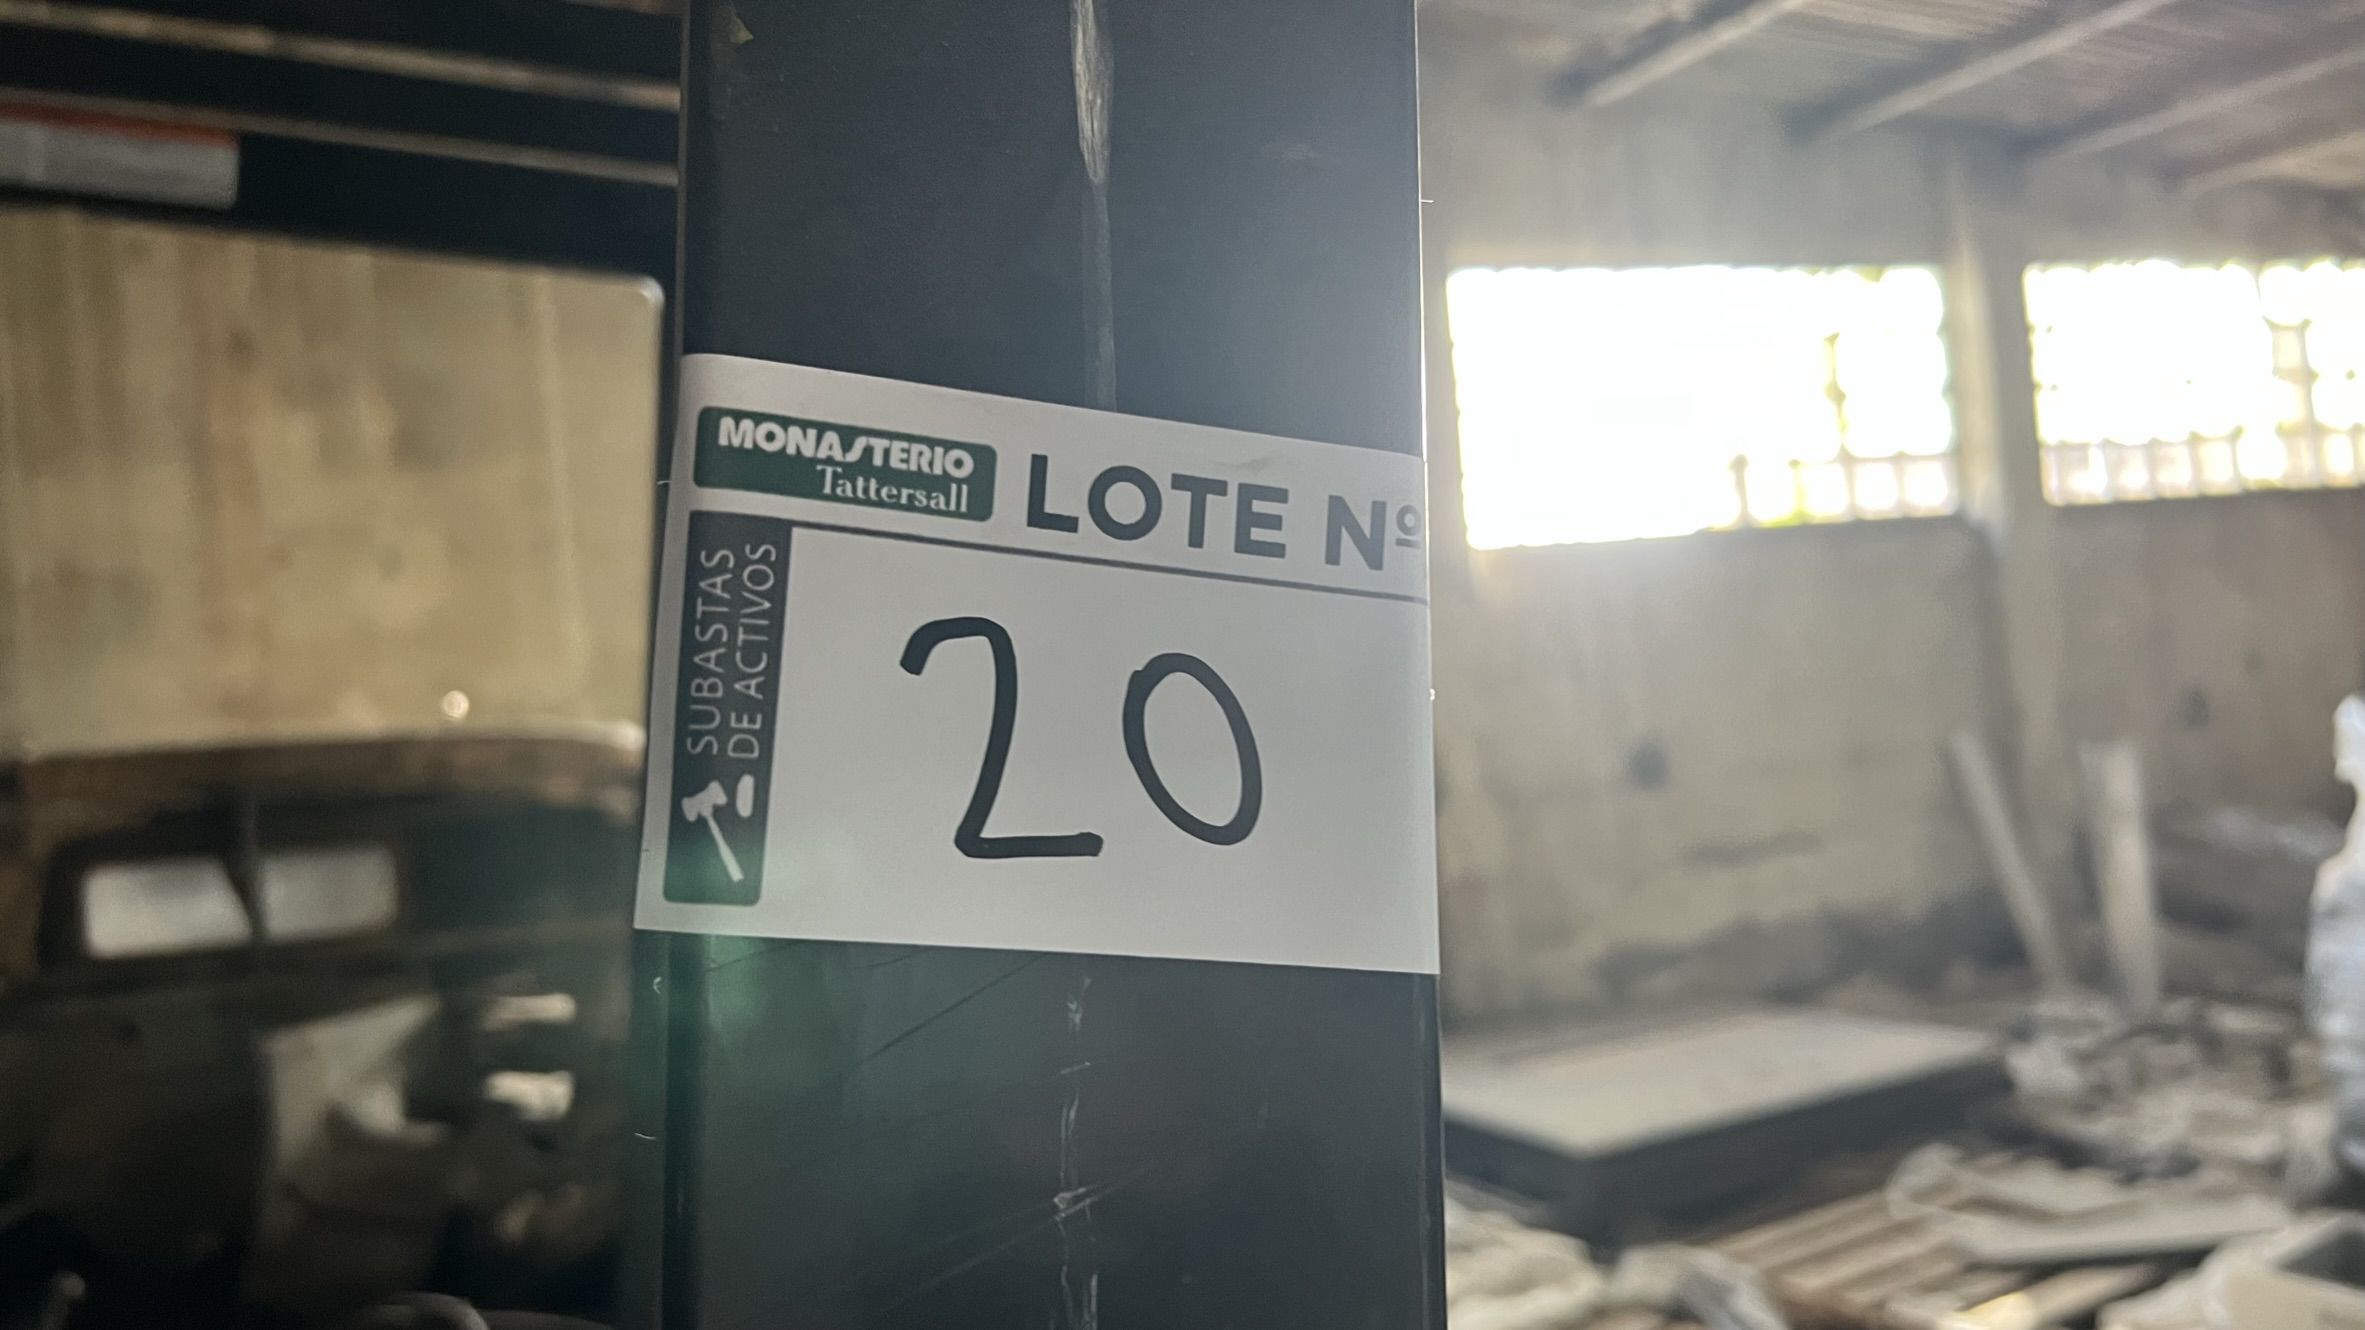 MONASTERIO
Tattersall
LOTE Nº
SUBASTAS
DE ACTIVOS
20